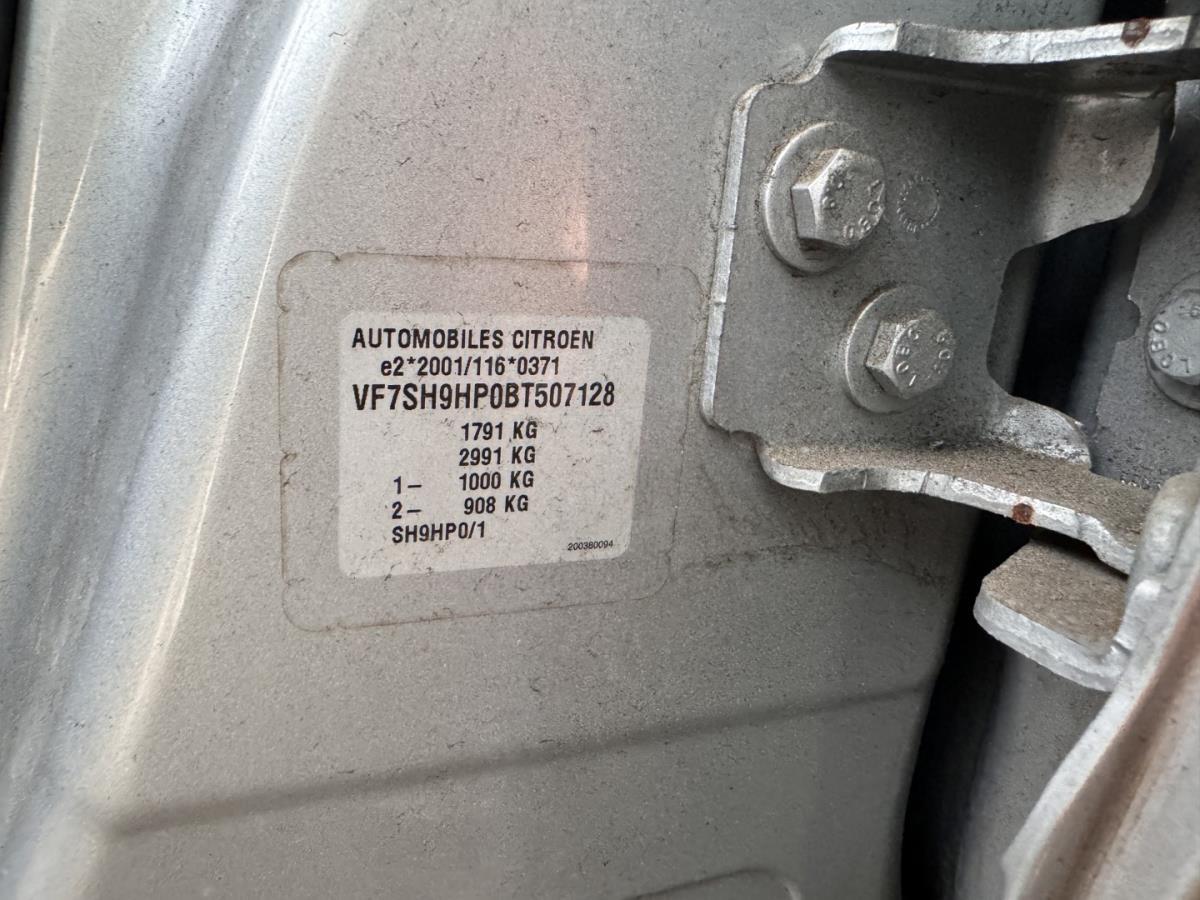 AUTOMOBILES CITROEN
e2*2001/116*0371
VF7SH9HP0BT507128
1791 KG
2991 KG
1– 1000 KG
2– 908 KG
SH9HP0/1
200380094